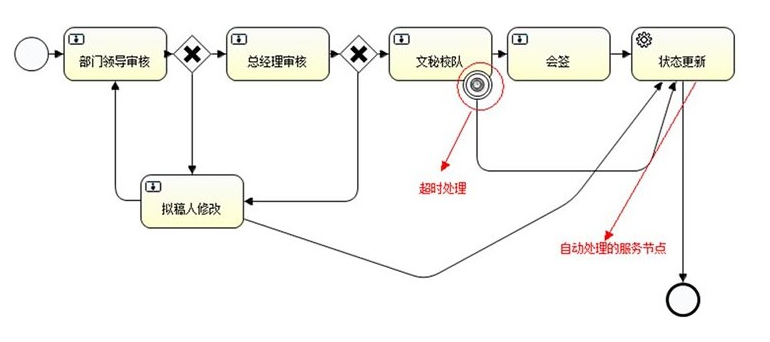 部门领导审核
总经理审核
文秘校队
会签
状态更新
超时处理
拟稿人修改
自动处理的服务节点